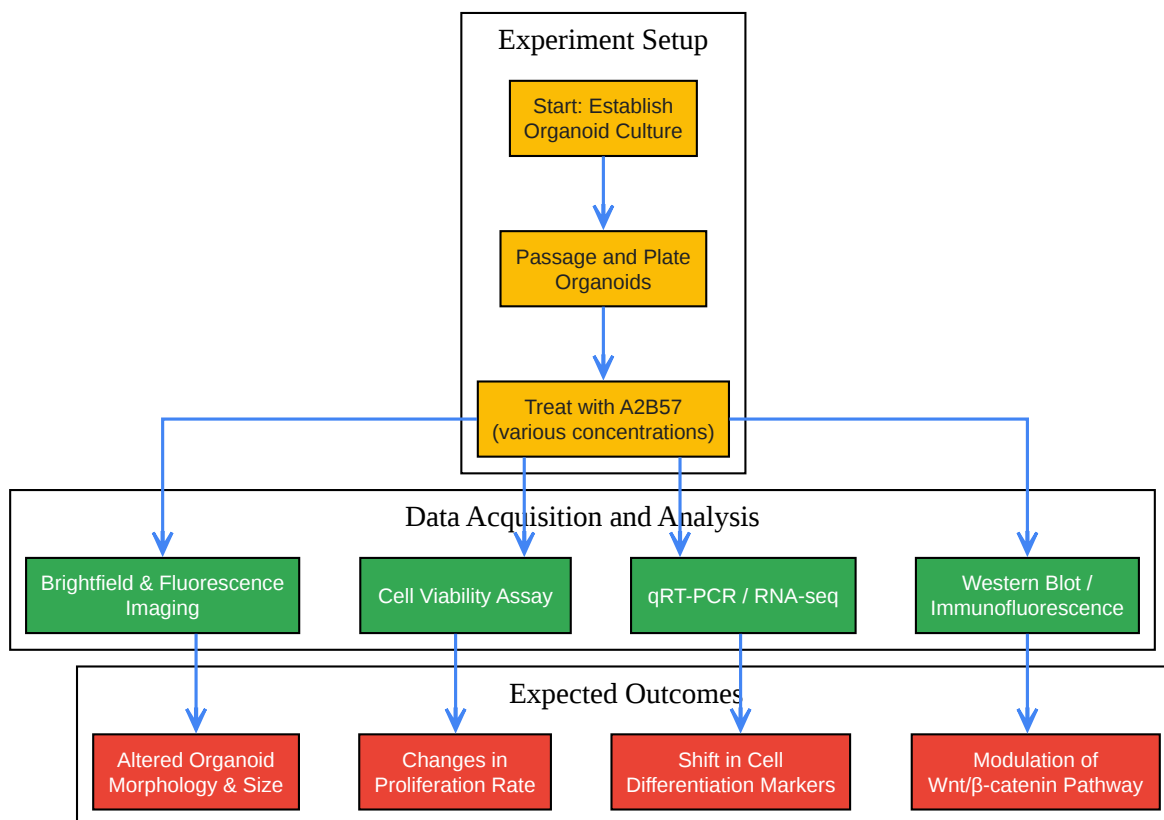 Experiment Setup
Start: Establish
Organoid Culture
Passage and Plate
Organoids
Treat with A2B57
(various concentrations)
Data Acquisition and Analysis
Brightfield & Fluorescence
Imaging
Cell Viability Assay
qRT-PCR / RNA-seq
Western Blot /
Immunofluorescence
Expected Outcomes
Altered Organoid
Morphology & Size
Changes in
Proliferation Rate
Shift in Cell
Differentiation Markers
Modulation of
Wnt/β-catenin Pathway